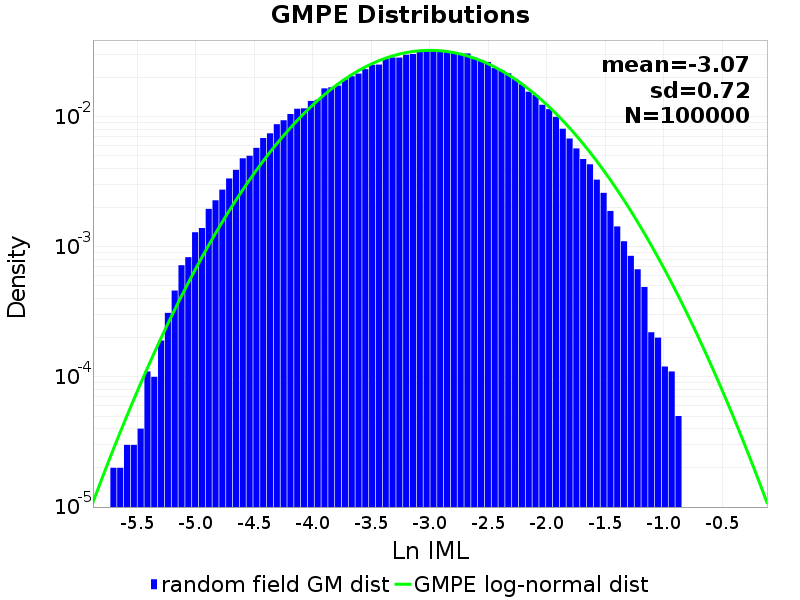 GMPE Distributions
mean=-3.07
sd=0.72
N=100000
Density
10-2
10-3
10-4
10-5
-5.5 -5.0 -4.5 -4.0 -3.5 -3.0 -2.5 -2.0 -1.5 -1.0 -0.5
Ln IML
random field GM dist GMPE log-normal dist